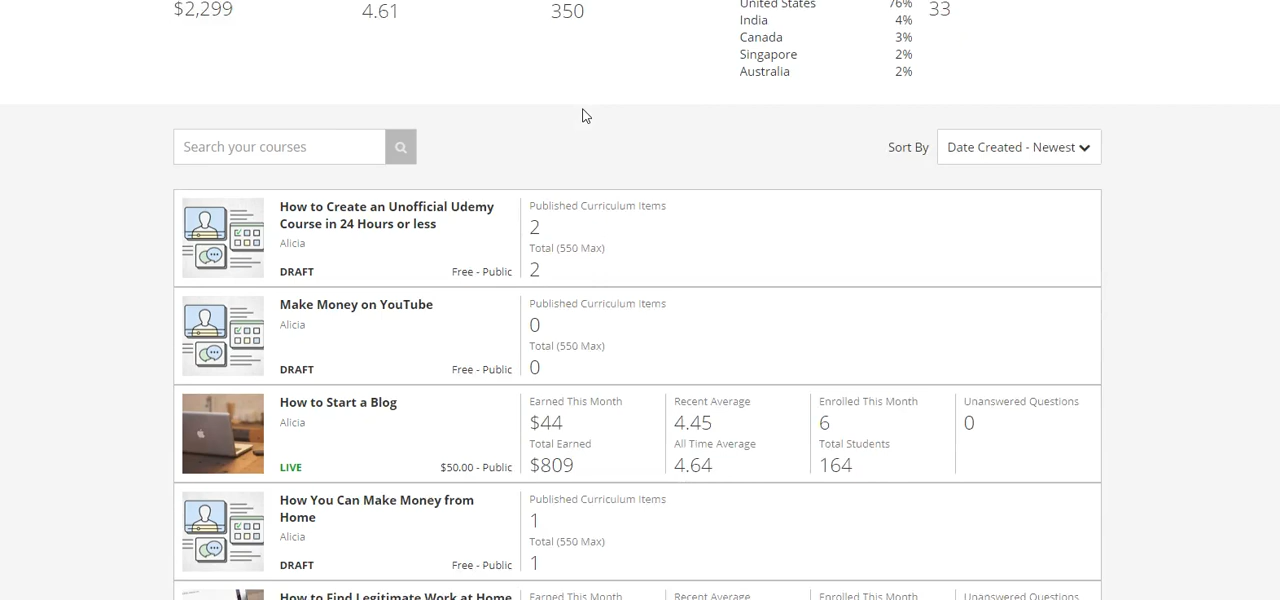 $2,299
4.61
350
United States 76%
33
India 4%
Canada 3%
Singapore 2%
Australia 2%
Search your courses
Sort By
Date Created - Newest
How to Create an Unofficial Udemy
Course in 24 Hours or less
Alicia
DRAFT
Free - Public
Published Curriculum Items
2
Total (550 Max)
2
Make Money on YouTube
Alicia
DRAFT
Free - Public
Published Curriculum Items
0
Total (550 Max)
0
How to Start a Blog
Alicia
LIVE
$50.00 - Public
Earned This Month
$44
Total Earned
$809
Recent Average
4.45
All Time Average
4.64
Enrolled This Month
6
Total Students
164
Unanswered Questions
0
How You Can Make Money from
Home
Alicia
DRAFT
Free - Public
Published Curriculum Items
1
Total (550 Max)
1
How to Find Legitimate Work at Home
Earned This Month
Recent Average
Enrolled This Month
Unanswered Questions